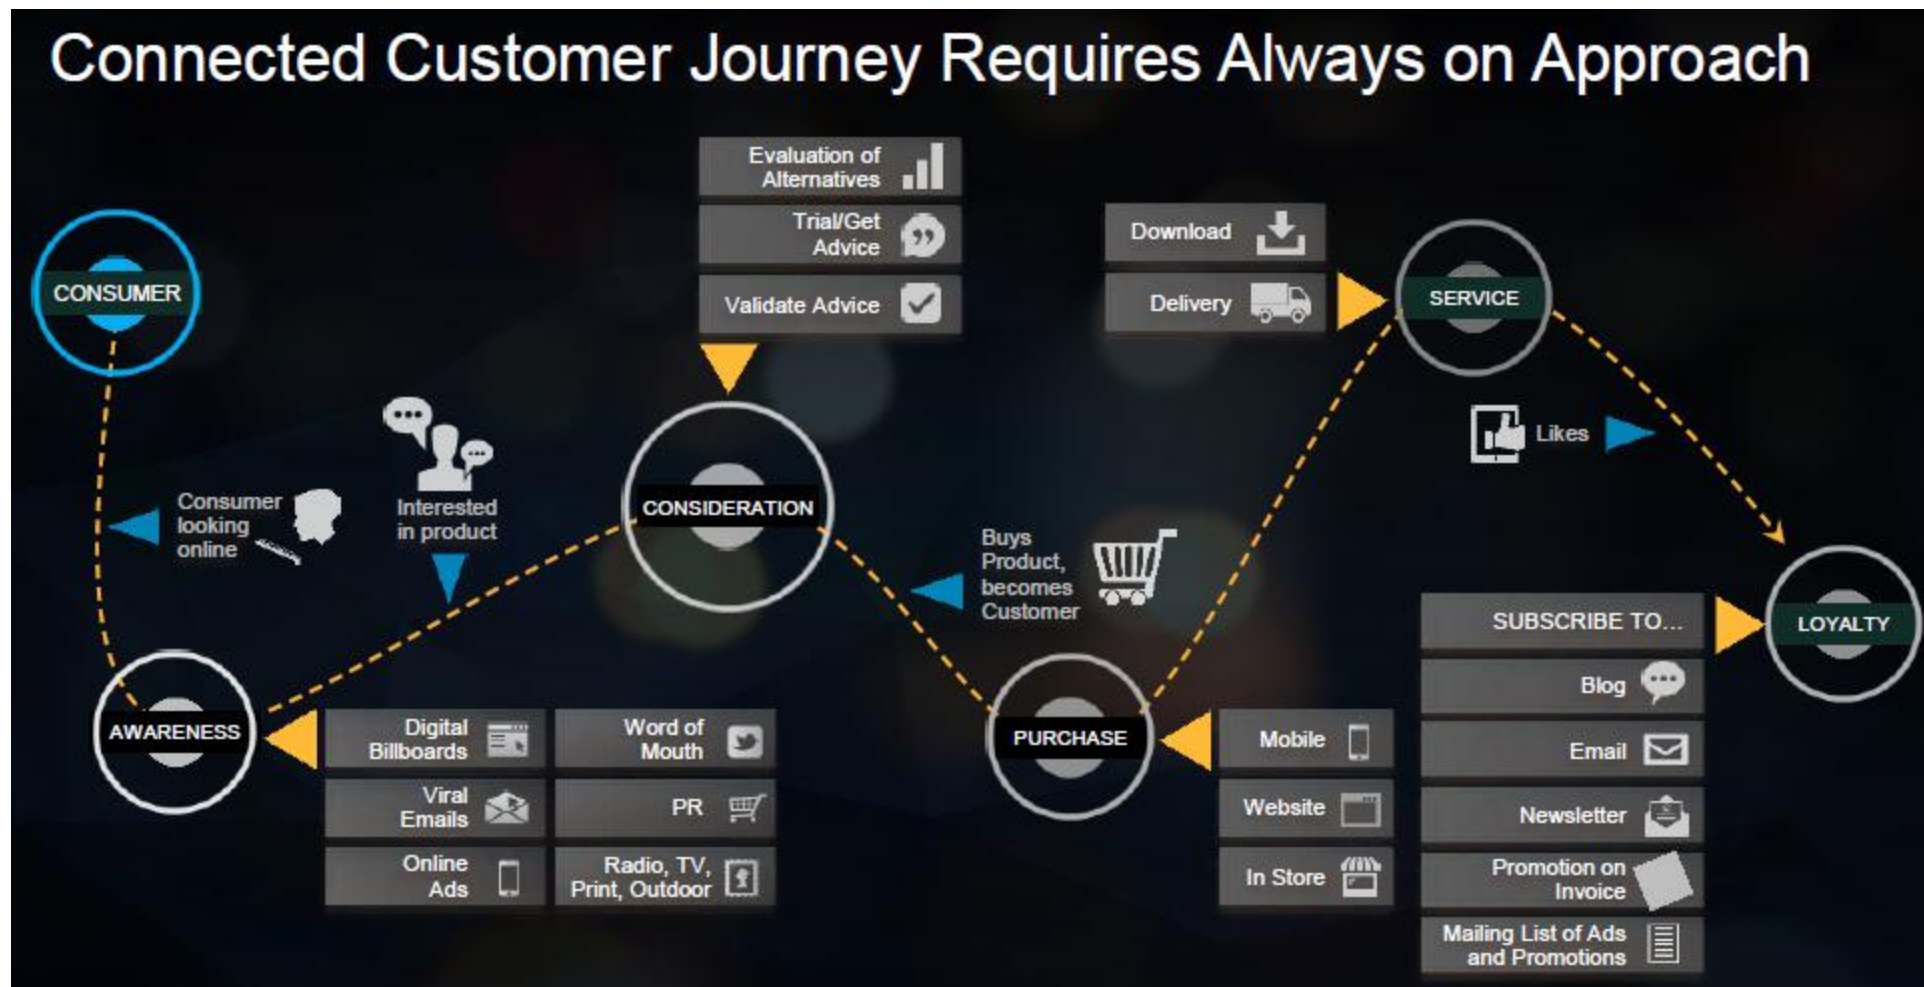 Connected Customer Journey Requires Always on Approach
Evaluation of
Alternatives
Trial/Get
Advice
Validate Advice
Download
Delivery
CONSUMER
SERVICE
Likes
Consumer
looking
online
Interested
in product
CONSIDERATION
Buys
Product,
becomes
Customer
AWARENESS
Digital
Billboards
Word of
Mouth
Viral
Emails
PR
Online
Ads
Radio, TV,
Print, Outdoor
PURCHASE
Mobile
Website
In Store
SUBSCRIBE TO...
LOYALTY
Blog
Email
Newsletter
Promotion on
Invoice
Mailing List of Ads
and Promotions